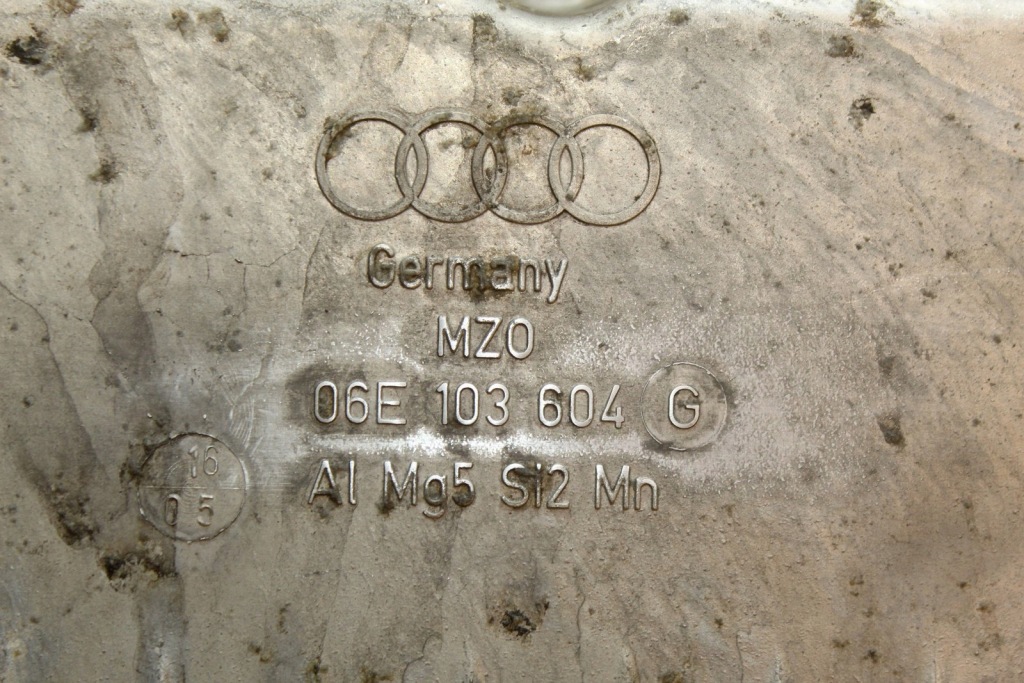 Germany
MZO
06E 103 604 G
Al Mg5 Si2 Mn
16
05